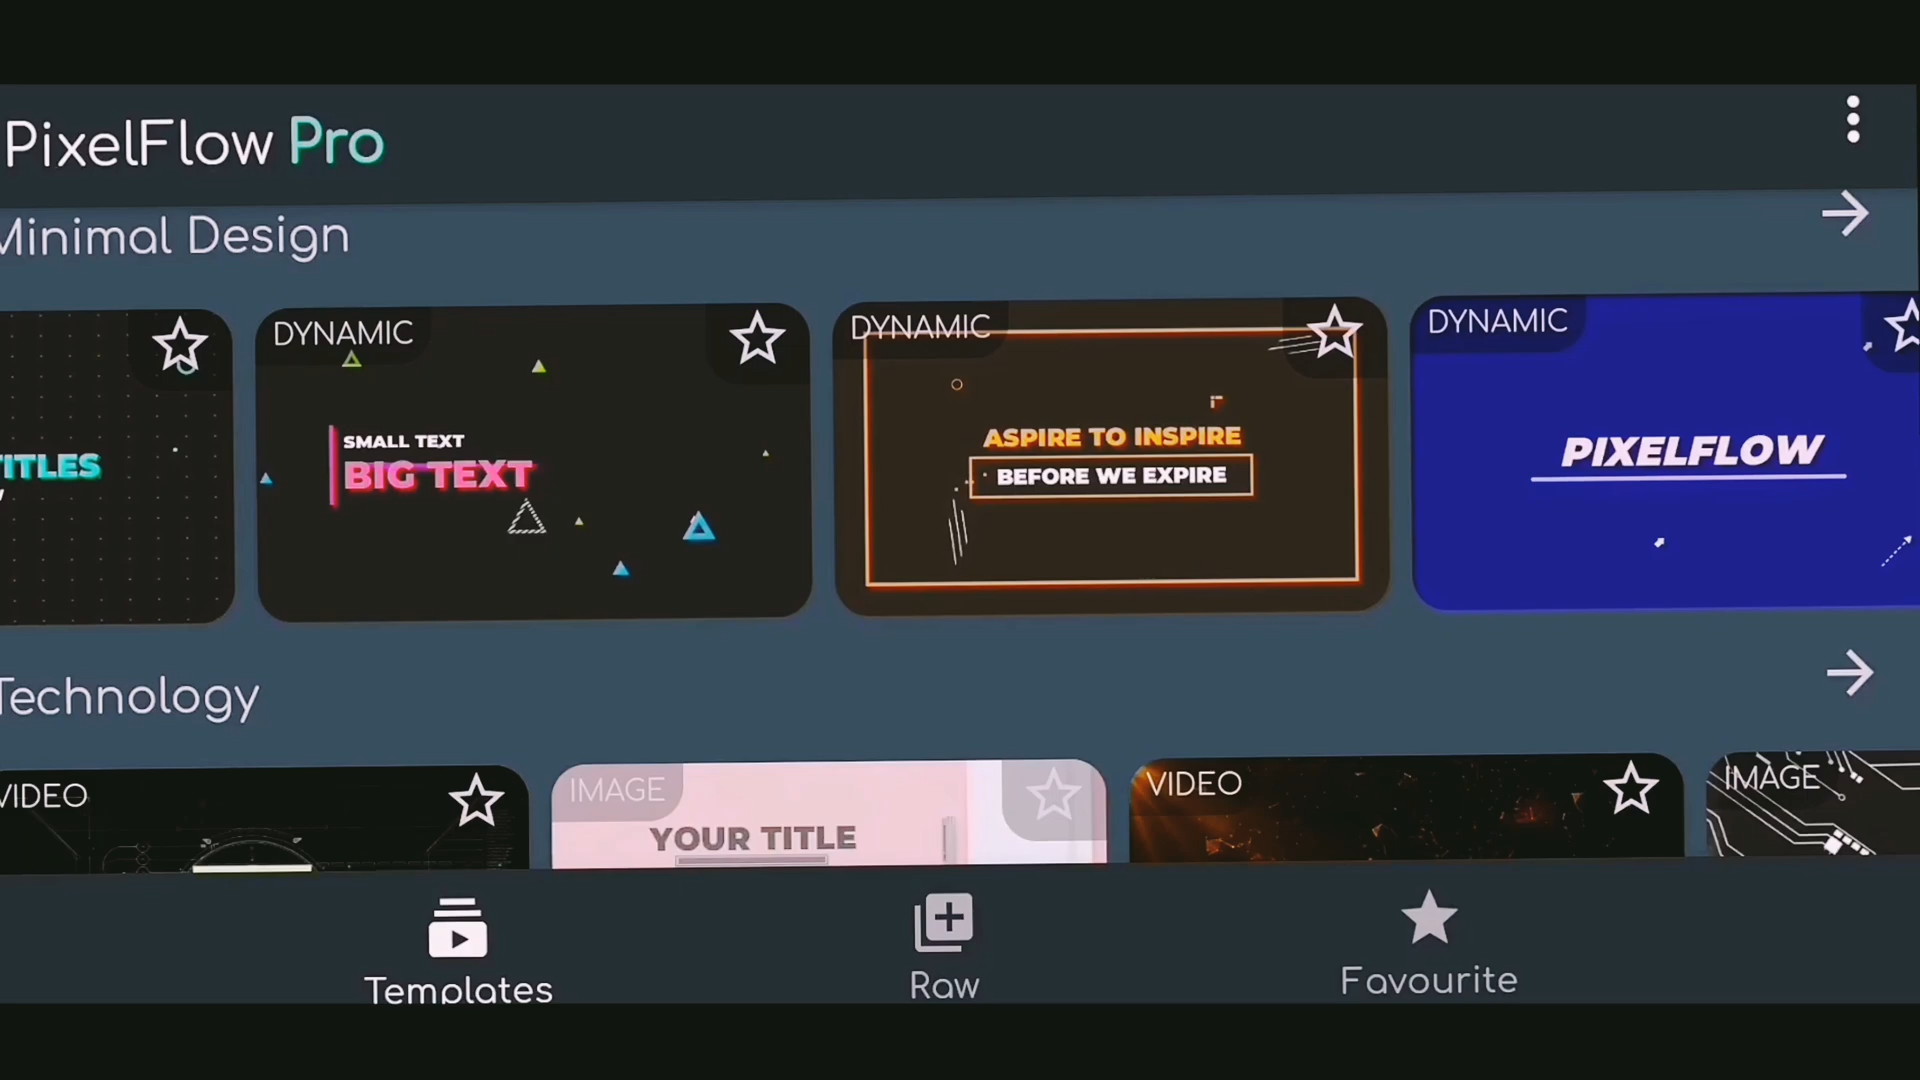 PixelFlow Pro
Minimal Design
TITLES
DYNAMIC
SMALL TEXT
BIG TEXT
DYNAMIC
ASPIRE TO INSPIRE
BEFORE WE EXPIRE
DYNAMIC
PIXELFLOW
Technology
VIDEO
IMAGE
YOUR TITLE
VIDEO
IMAGE
Templates
Raw
Favourite